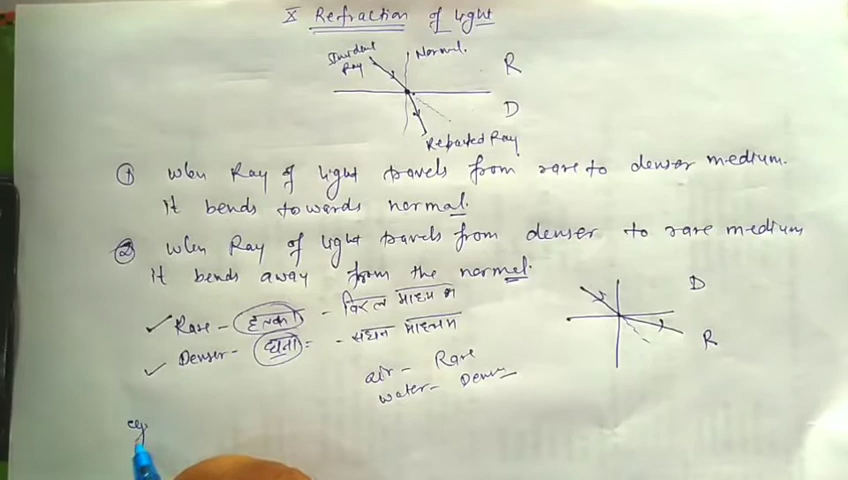 X Refraction of light
Incident
Ray
Normal.
R
D
Refracted Ray
① When Ray of light travels from rare to denser medium.
It bends towards normal.
② When Ray of light travels from denser to rare medium
It bends away from the normal.
Rare - हल्का - विरल माध्यम
Denser - - सघन माध्यम
D
R
air - Rare
water - Denser
eg